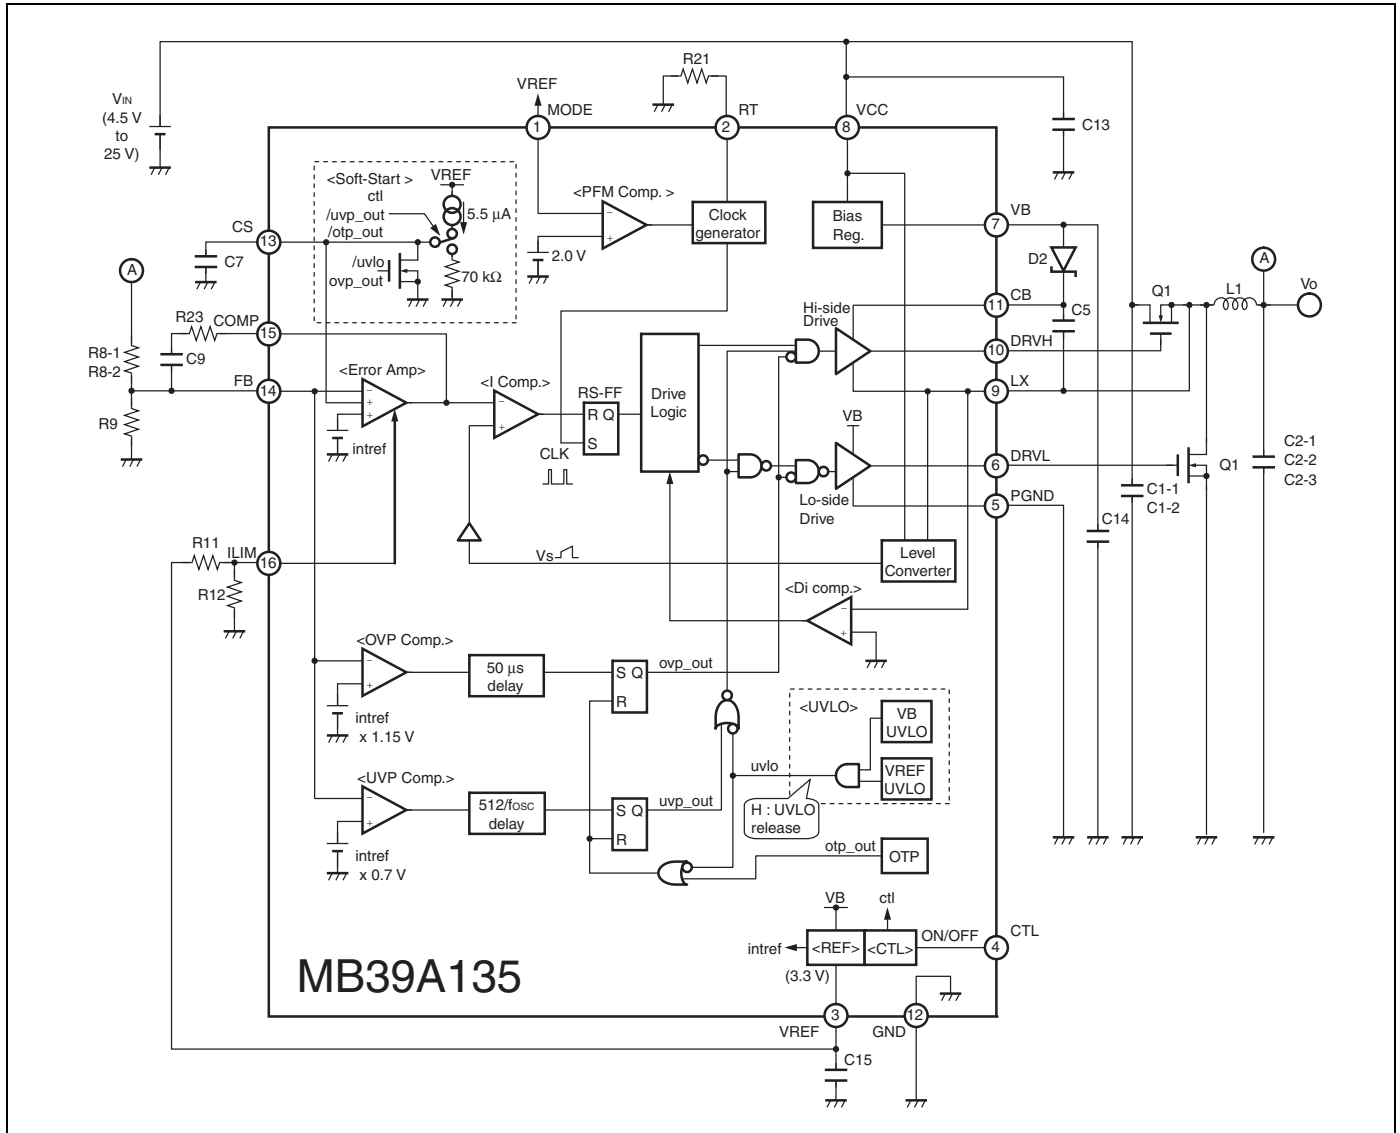 R21
VREF
MODE
RT
VCC
VIN
(4.5 V
to
25 V)
1
2
8
C13
<Soft-Start >
ctl
VREF
/uvp_out
/otp_out
5.5 μA
/uvlo
ovp_out
70 kΩ
<PFM Comp. >
−
+
2.0 V
Clock
generator
Bias
Reg.
7
VB
D2
CS
13
C7
A
A
Vo
L1
Q1
11
CB
C5
Hi-side
Drive
10
DRVH
R23
COMP
15
C9
R8-1
R8-2
FB
14
R9
<Error Amp>
−
+
+
intref
<I Comp.>
−
+
RS-FF
R Q
S
CLK
Drive
Logic
9
LX
VB
6
DRVL
Lo-side
Drive
5
PGND
Q1
C2-1
C2-2
C2-3
C1-1
C1-2
C14
R11
ILIM
16
R12
Vs
Level
Converter
<Di comp.>
−
+
<OVP Comp.>
−
+
intref
x 1.15 V
50 μs
delay
S Q
R
ovp_out
<UVLO>
VB
UVLO
VREF
UVLO
uvlo
H : UVLO
release
<UVP Comp.>
−
+
intref
x 0.7 V
512/fOSC
delay
S Q
R
uvp_out
otp_out
OTP
VB
ctl
intref
<REF>
<CTL>
ON/OFF
4
CTL
(3.3 V)
MB39A135
3
12
VREF
GND
C15